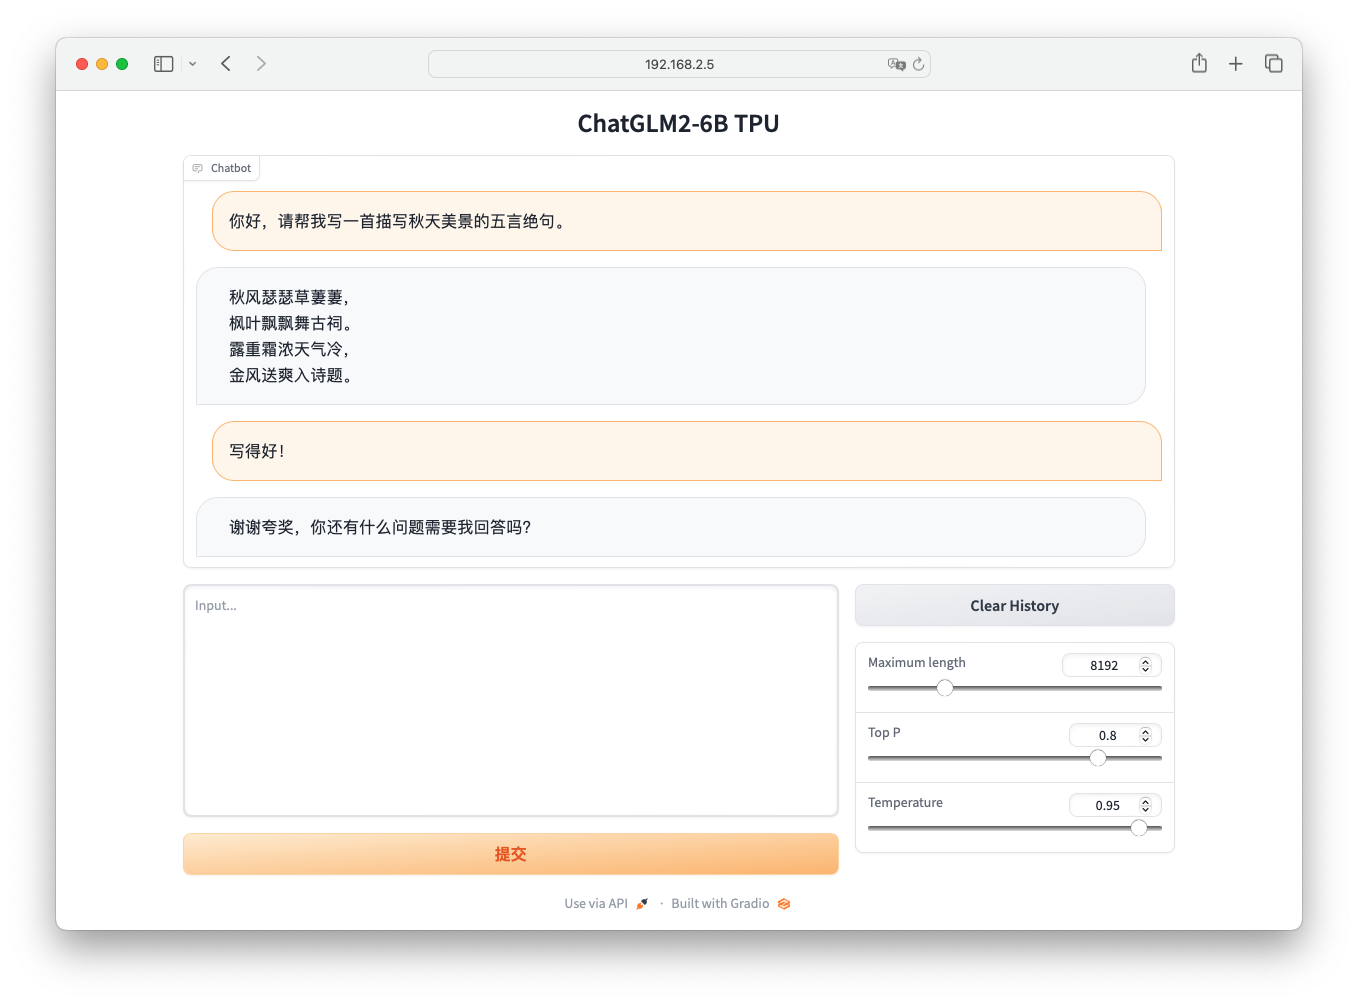 192.168.2.5
ChatGLM2-6B TPU
Chatbot
你好，请帮我写一首描写秋天美景的五言绝句。
秋风瑟瑟草萋萋，
枫叶飘飘舞古祠。
露重霜浓天气冷，
金风送爽入诗题。
写得好！
谢谢夸奖，你还有什么问题需要我回答吗？
Input...
Clear History
Maximum length 8192
Top P 0.8
Temperature 0.95
提交
Use via API · Built with Gradio